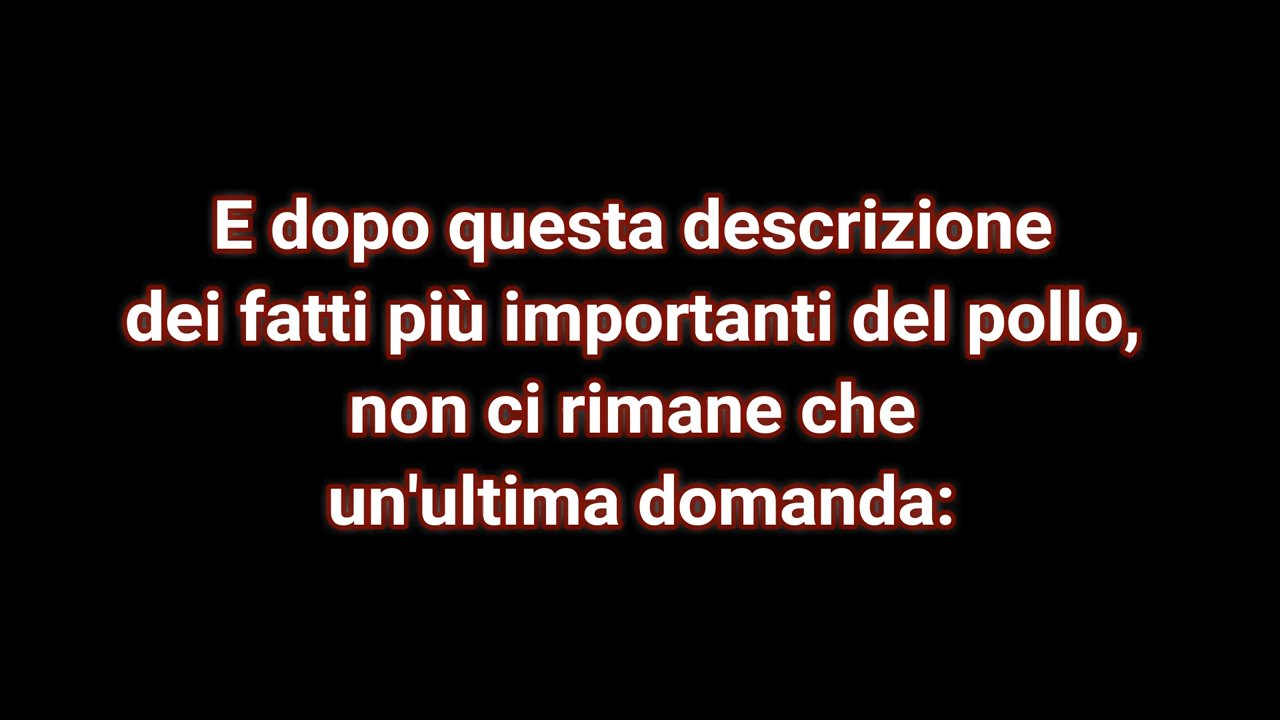 E dopo questa descrizione
dei fatti più importanti del pollo,
non ci rimane che
un'ultima domanda: